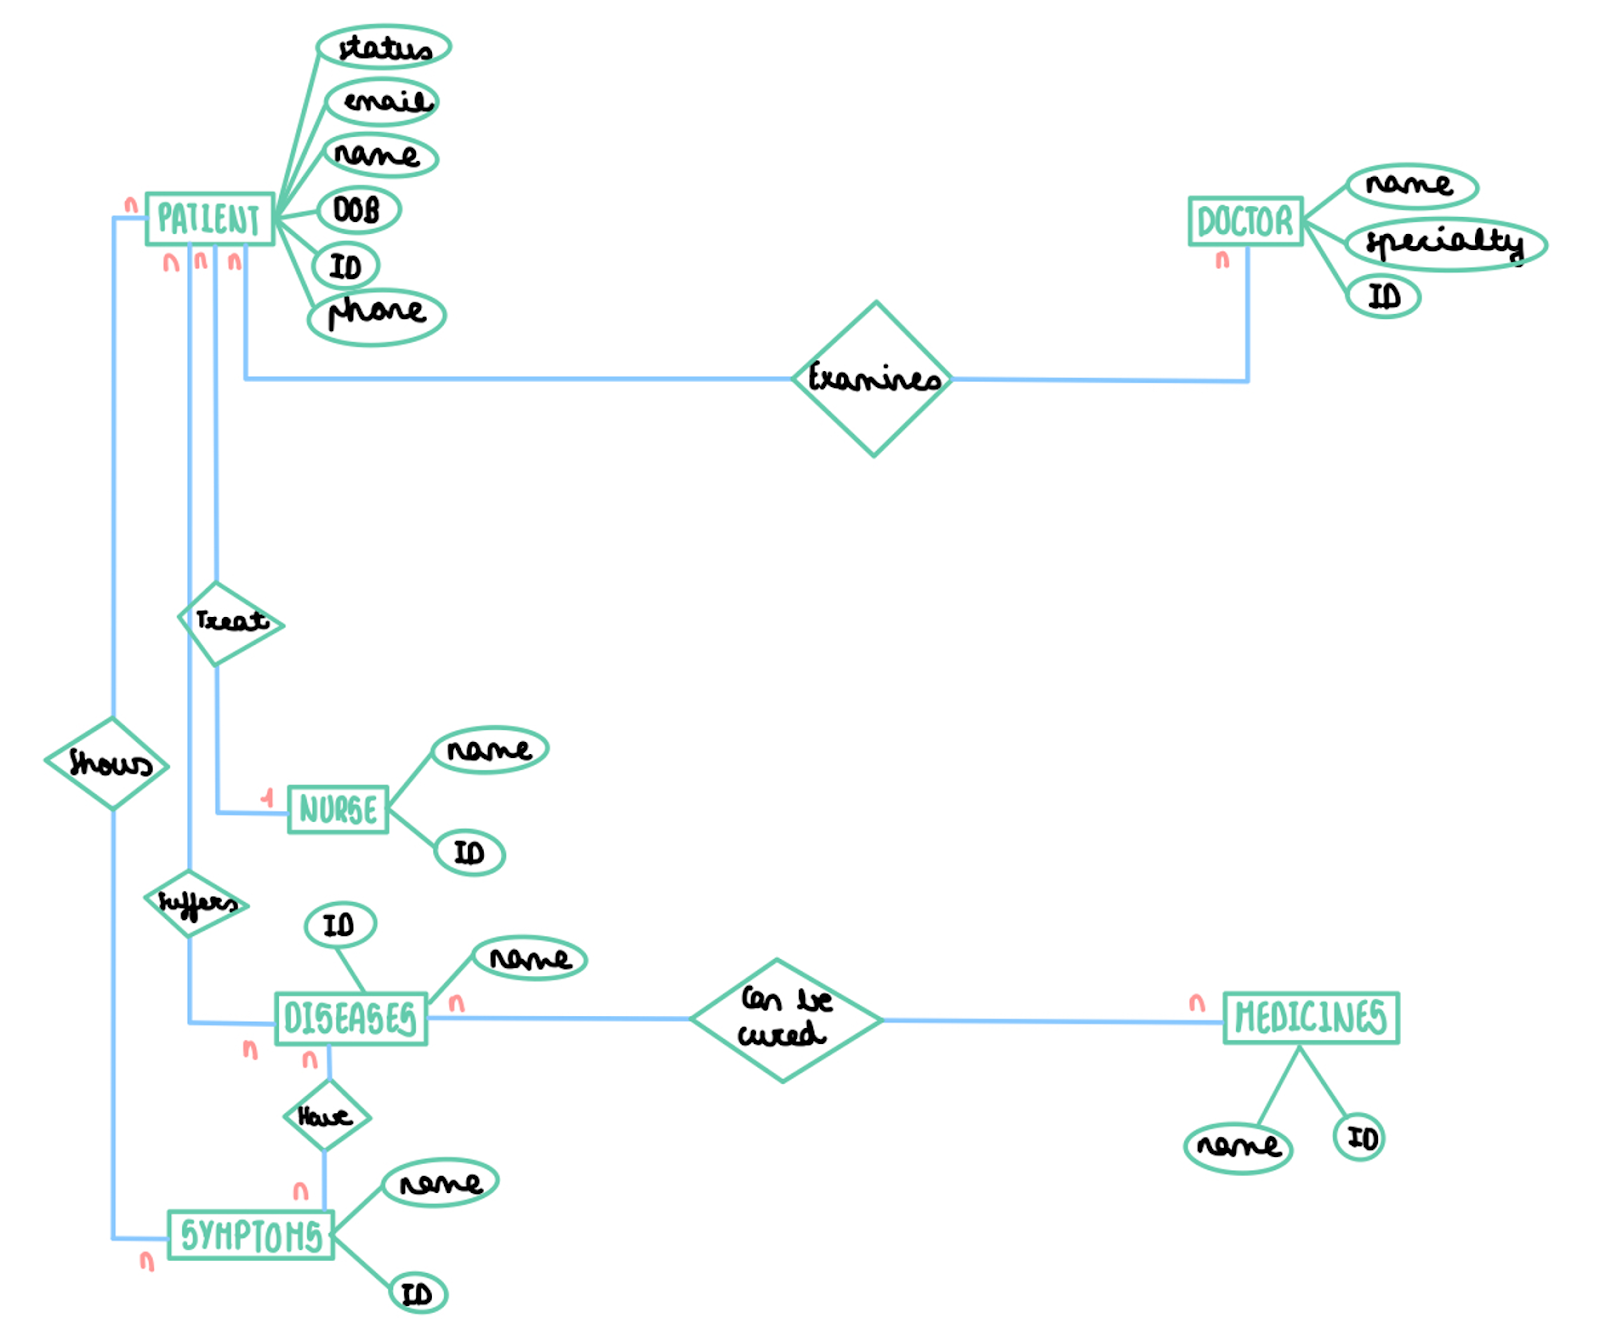 status
email
name
DOB
ID
phone
n
PATIENT
n
n
n
DOCTOR
n
name
specialty
ID
Examines
Treat
Shows
1
NURSE
name
ID
Suffers
ID
name
DISEASES
n
n
n
Can be
cured
n
MEDICINES
name
ID
Have
n
SYMPTOMS
n
name
ID